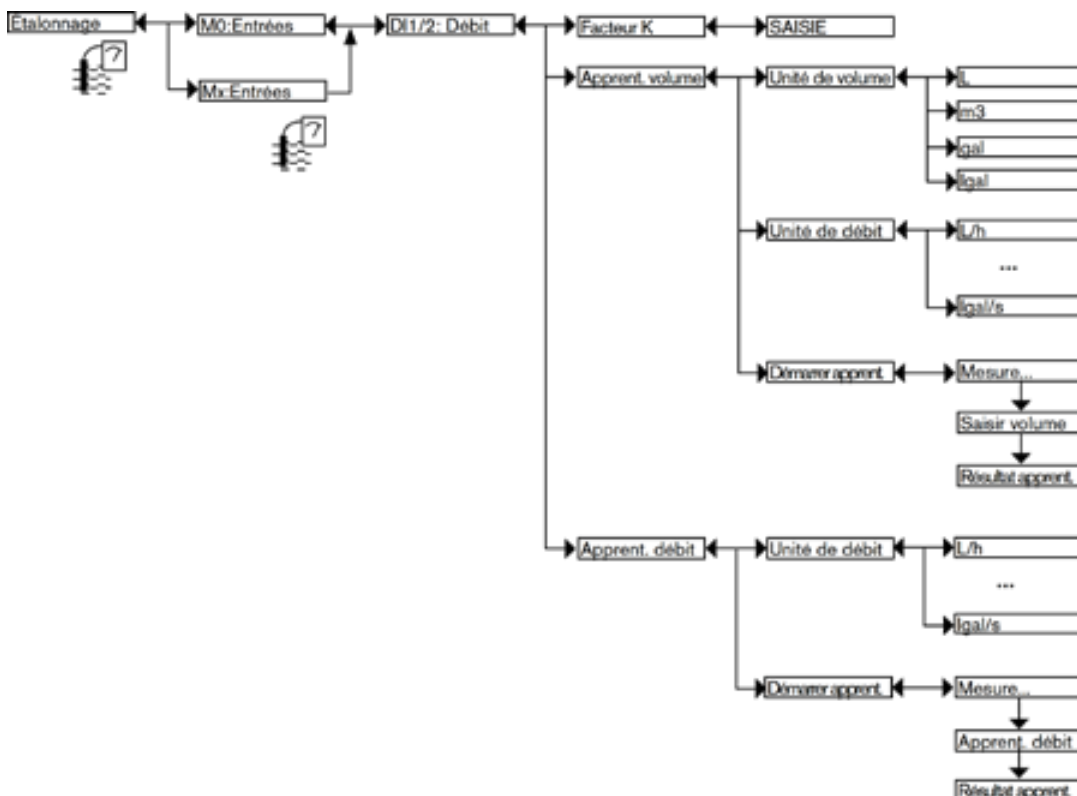 Étalonnage
M0:Entrées
DI1/2: Débit
Facteur K
SAISIE
Mx:Entrées
Apprent. volume
Unité de volume
L
m3
gal
Igal
Unité de débit
L/h
...
Igal/s
Démarrer apprent.
Mesure...
Saisir volume
Résultat apprent.
Apprent. débit
Unité de débit
L/h
...
Igal/s
Démarrer apprent.
Mesure...
Apprent. débit
Résultat apprent.